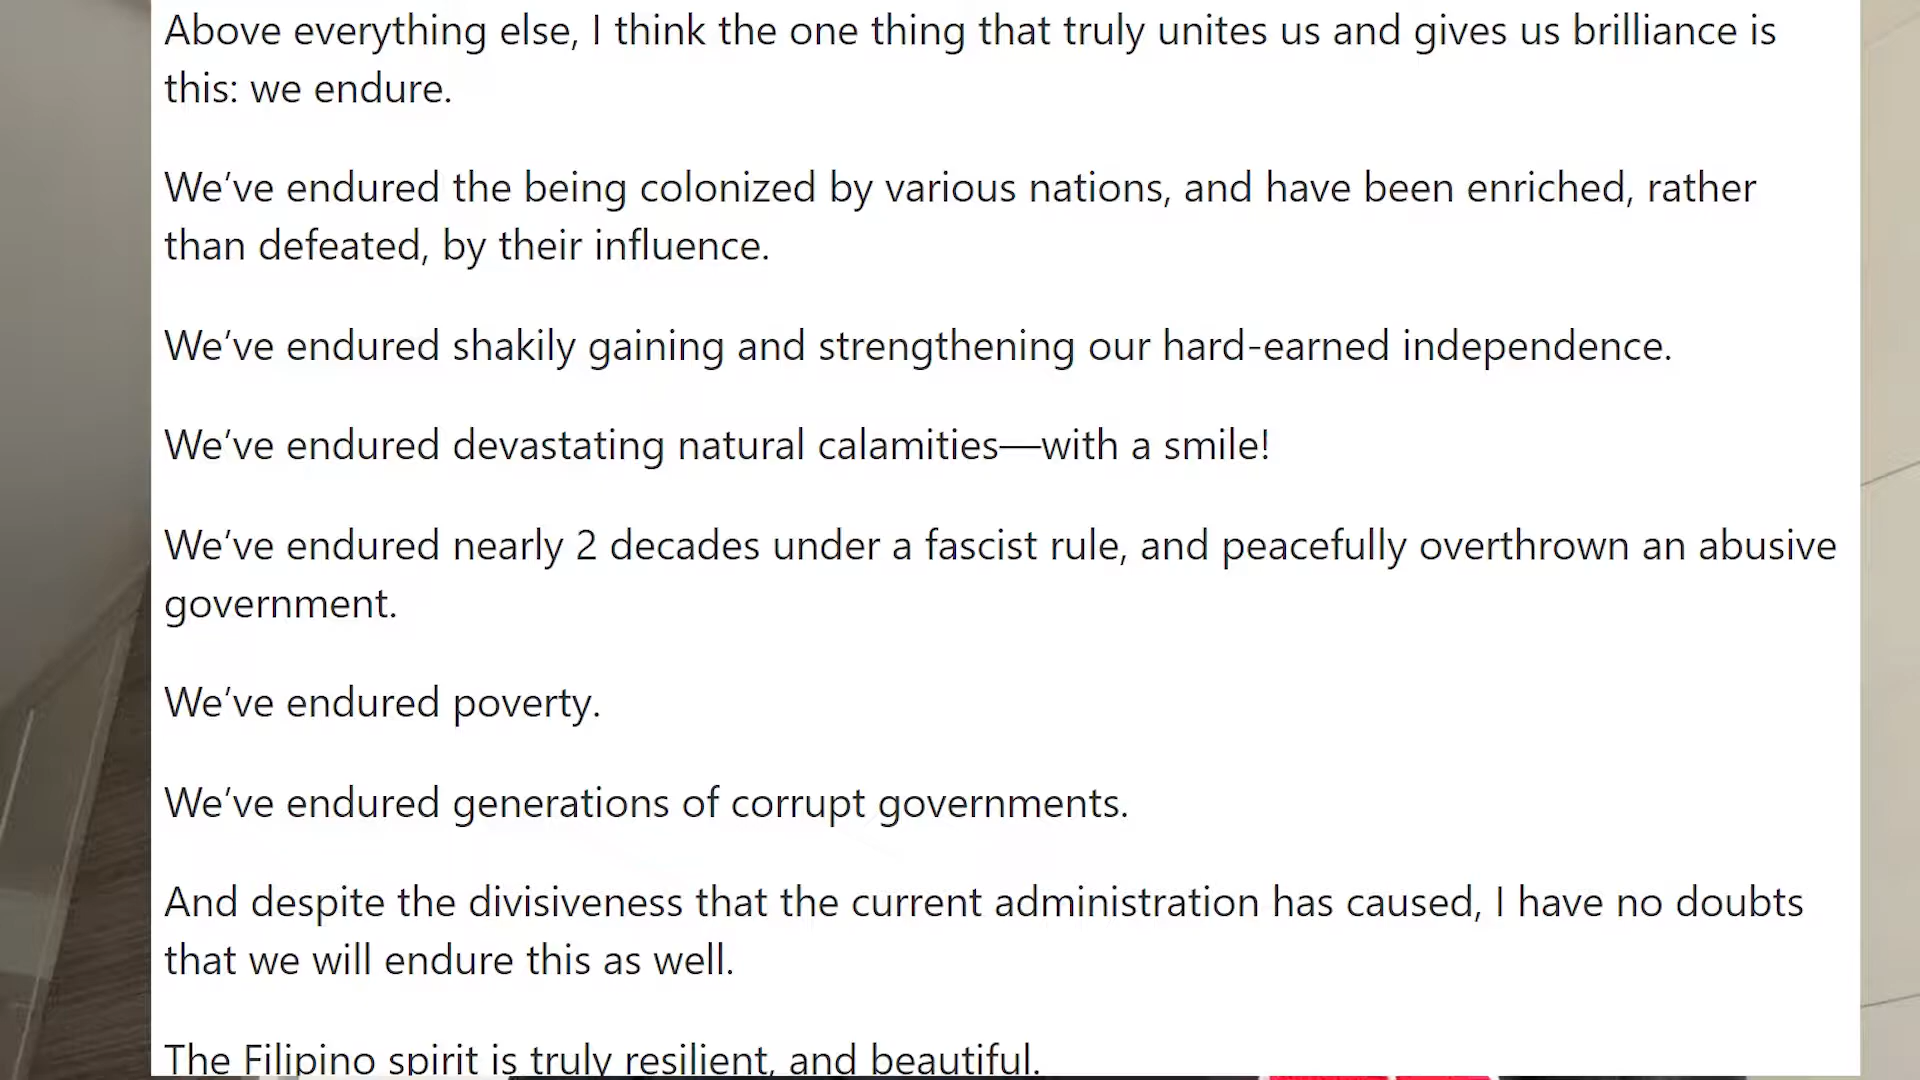 Above everything else, I think the one thing that truly unites us and gives us brilliance is
this: we endure.
We’ve endured the being colonized by various nations, and have been enriched, rather
than defeated, by their influence.
We’ve endured shakily gaining and strengthening our hard-earned independence.
We’ve endured devastating natural calamities—with a smile!
We’ve endured nearly 2 decades under a fascist rule, and peacefully overthrown an abusive
government.
We’ve endured poverty.
We’ve endured generations of corrupt governments.
And despite the divisiveness that the current administration has caused, I have no doubts
that we will endure this as well.
The Filipino spirit is truly resilient, and beautiful.